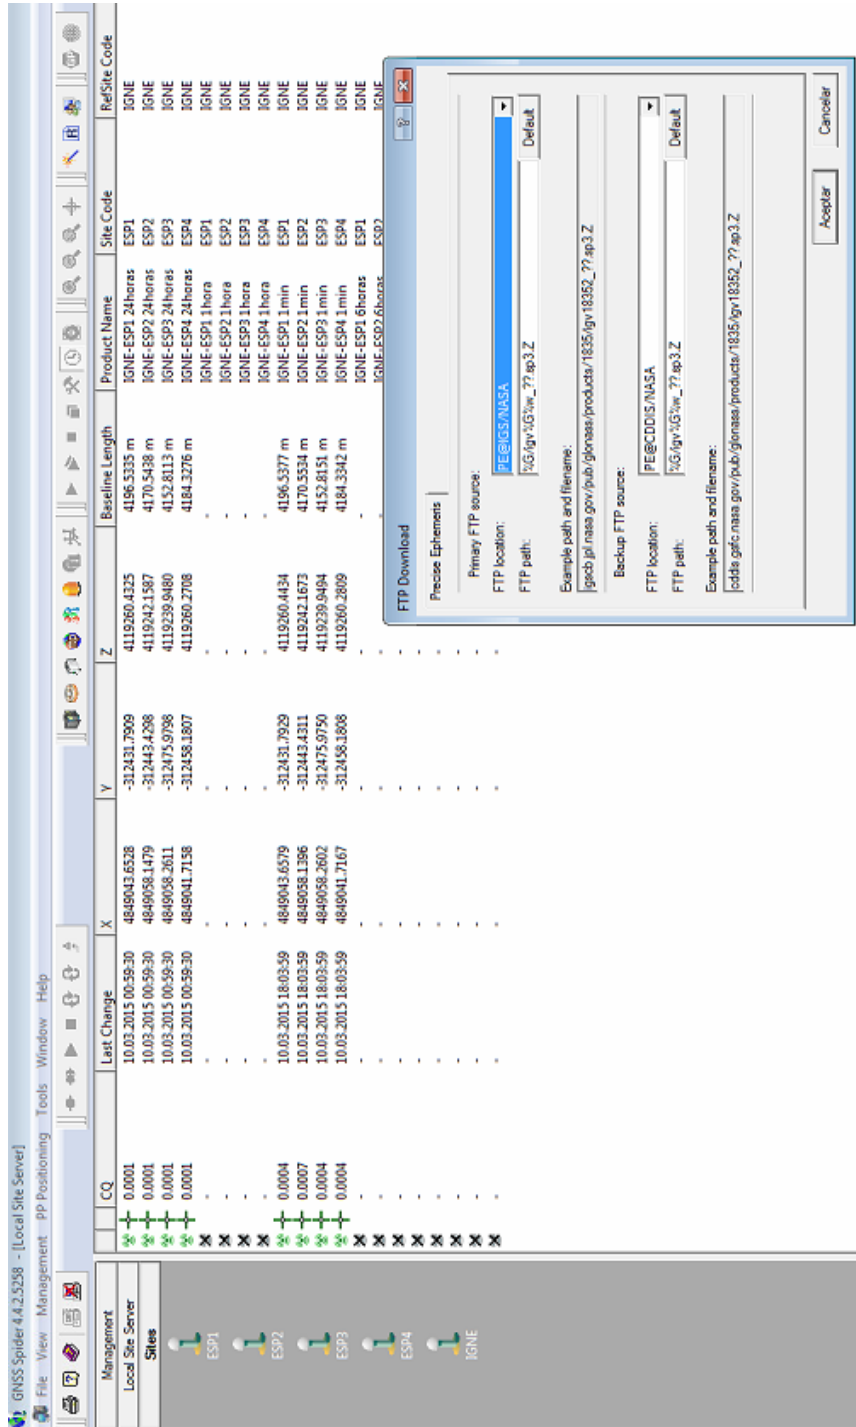 GNSS Spider 4.4.2.5258 - [Local Site Server]
File View Management PP Positioning Tools Window Help
Management
Local Site Server
Sites
ESP1
ESP2
ESP3
ESP4
IGNE
CQ Last Change X Y Z Baseline Length Product Name Site Code RefSite Code
0.0001 10.03.2015 00:59:30 4849043.6528 -312431.7909 4119260.4325 4196.5335 m IGNE-ESP1 24horas ESP1 IGNE
0.0001 10.03.2015 00:59:30 4849058.1479 -312443.4298 4119242.1587 4170.5438 m IGNE-ESP2 24horas ESP2 IGNE
0.0001 10.03.2015 00:59:30 4849058.2611 -312475.9798 4119239.9480 4152.8113 m IGNE-ESP3 24horas ESP3 IGNE
0.0001 10.03.2015 00:59:30 4849041.7158 -312458.1807 4119260.2708 4184.3276 m IGNE-ESP4 24horas ESP4 IGNE
- - - - - - IGNE-ESP1 1hora ESP1 IGNE
- - - - - - IGNE-ESP2 1hora ESP2 IGNE
- - - - - - IGNE-ESP3 1hora ESP3 IGNE
- - - - - - IGNE-ESP4 1hora ESP4 IGNE
0.0004 10.03.2015 18:03:59 4849043.6579 -312431.7929 4119260.4434 4196.5377 m IGNE-ESP1 1min ESP1 IGNE
0.0007 10.03.2015 18:03:59 4849058.1396 -312443.4311 4119242.1673 4170.5534 m IGNE-ESP2 1min ESP2 IGNE
0.0004 10.03.2015 18:03:59 4849058.2602 -312475.9750 4119239.9494 4152.8151 m IGNE-ESP3 1min ESP3 IGNE
0.0004 10.03.2015 18:03:59 4849041.7167 -312458.1808 4119260.2809 4184.3342 m IGNE-ESP4 1min ESP4 IGNE
- - - - - - IGNE-ESP1 6horas ESP1 IGNE
- - - - - - IGNE-ESP2 6horas ESP2 IGNE
FTP Download
Precise Ephemeris
Primary FTP source:
FTP location: PE@IGS/NASA
FTP path: %G/igv%G%w_??.sp3.Z Default
Example path and filename:
igscb.jpl.nasa.gov/pub/glonass/products/1835/igv18352_??.sp3.Z
Backup FTP source:
FTP location: PE@CDDIS/NASA
FTP path: %G/igv%G%w_??.sp3.Z Default
Example path and filename:
cddis.gsfc.nasa.gov/pub/glonass/products/1835/igv18352_??.sp3.Z
Aceptar Cancelar